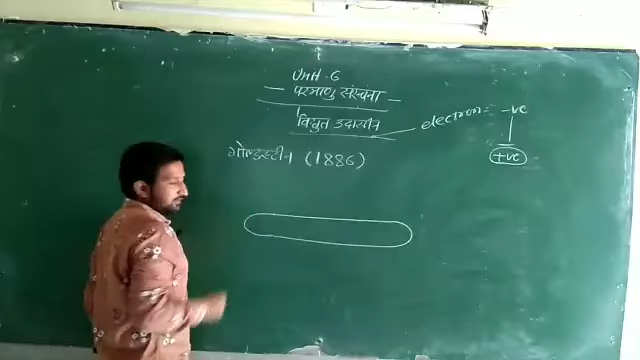 Unit-6
परमाणु संरचना
विद्युत उदासीन
electron = -ve
+ve
गोल्डस्टीन (1886)